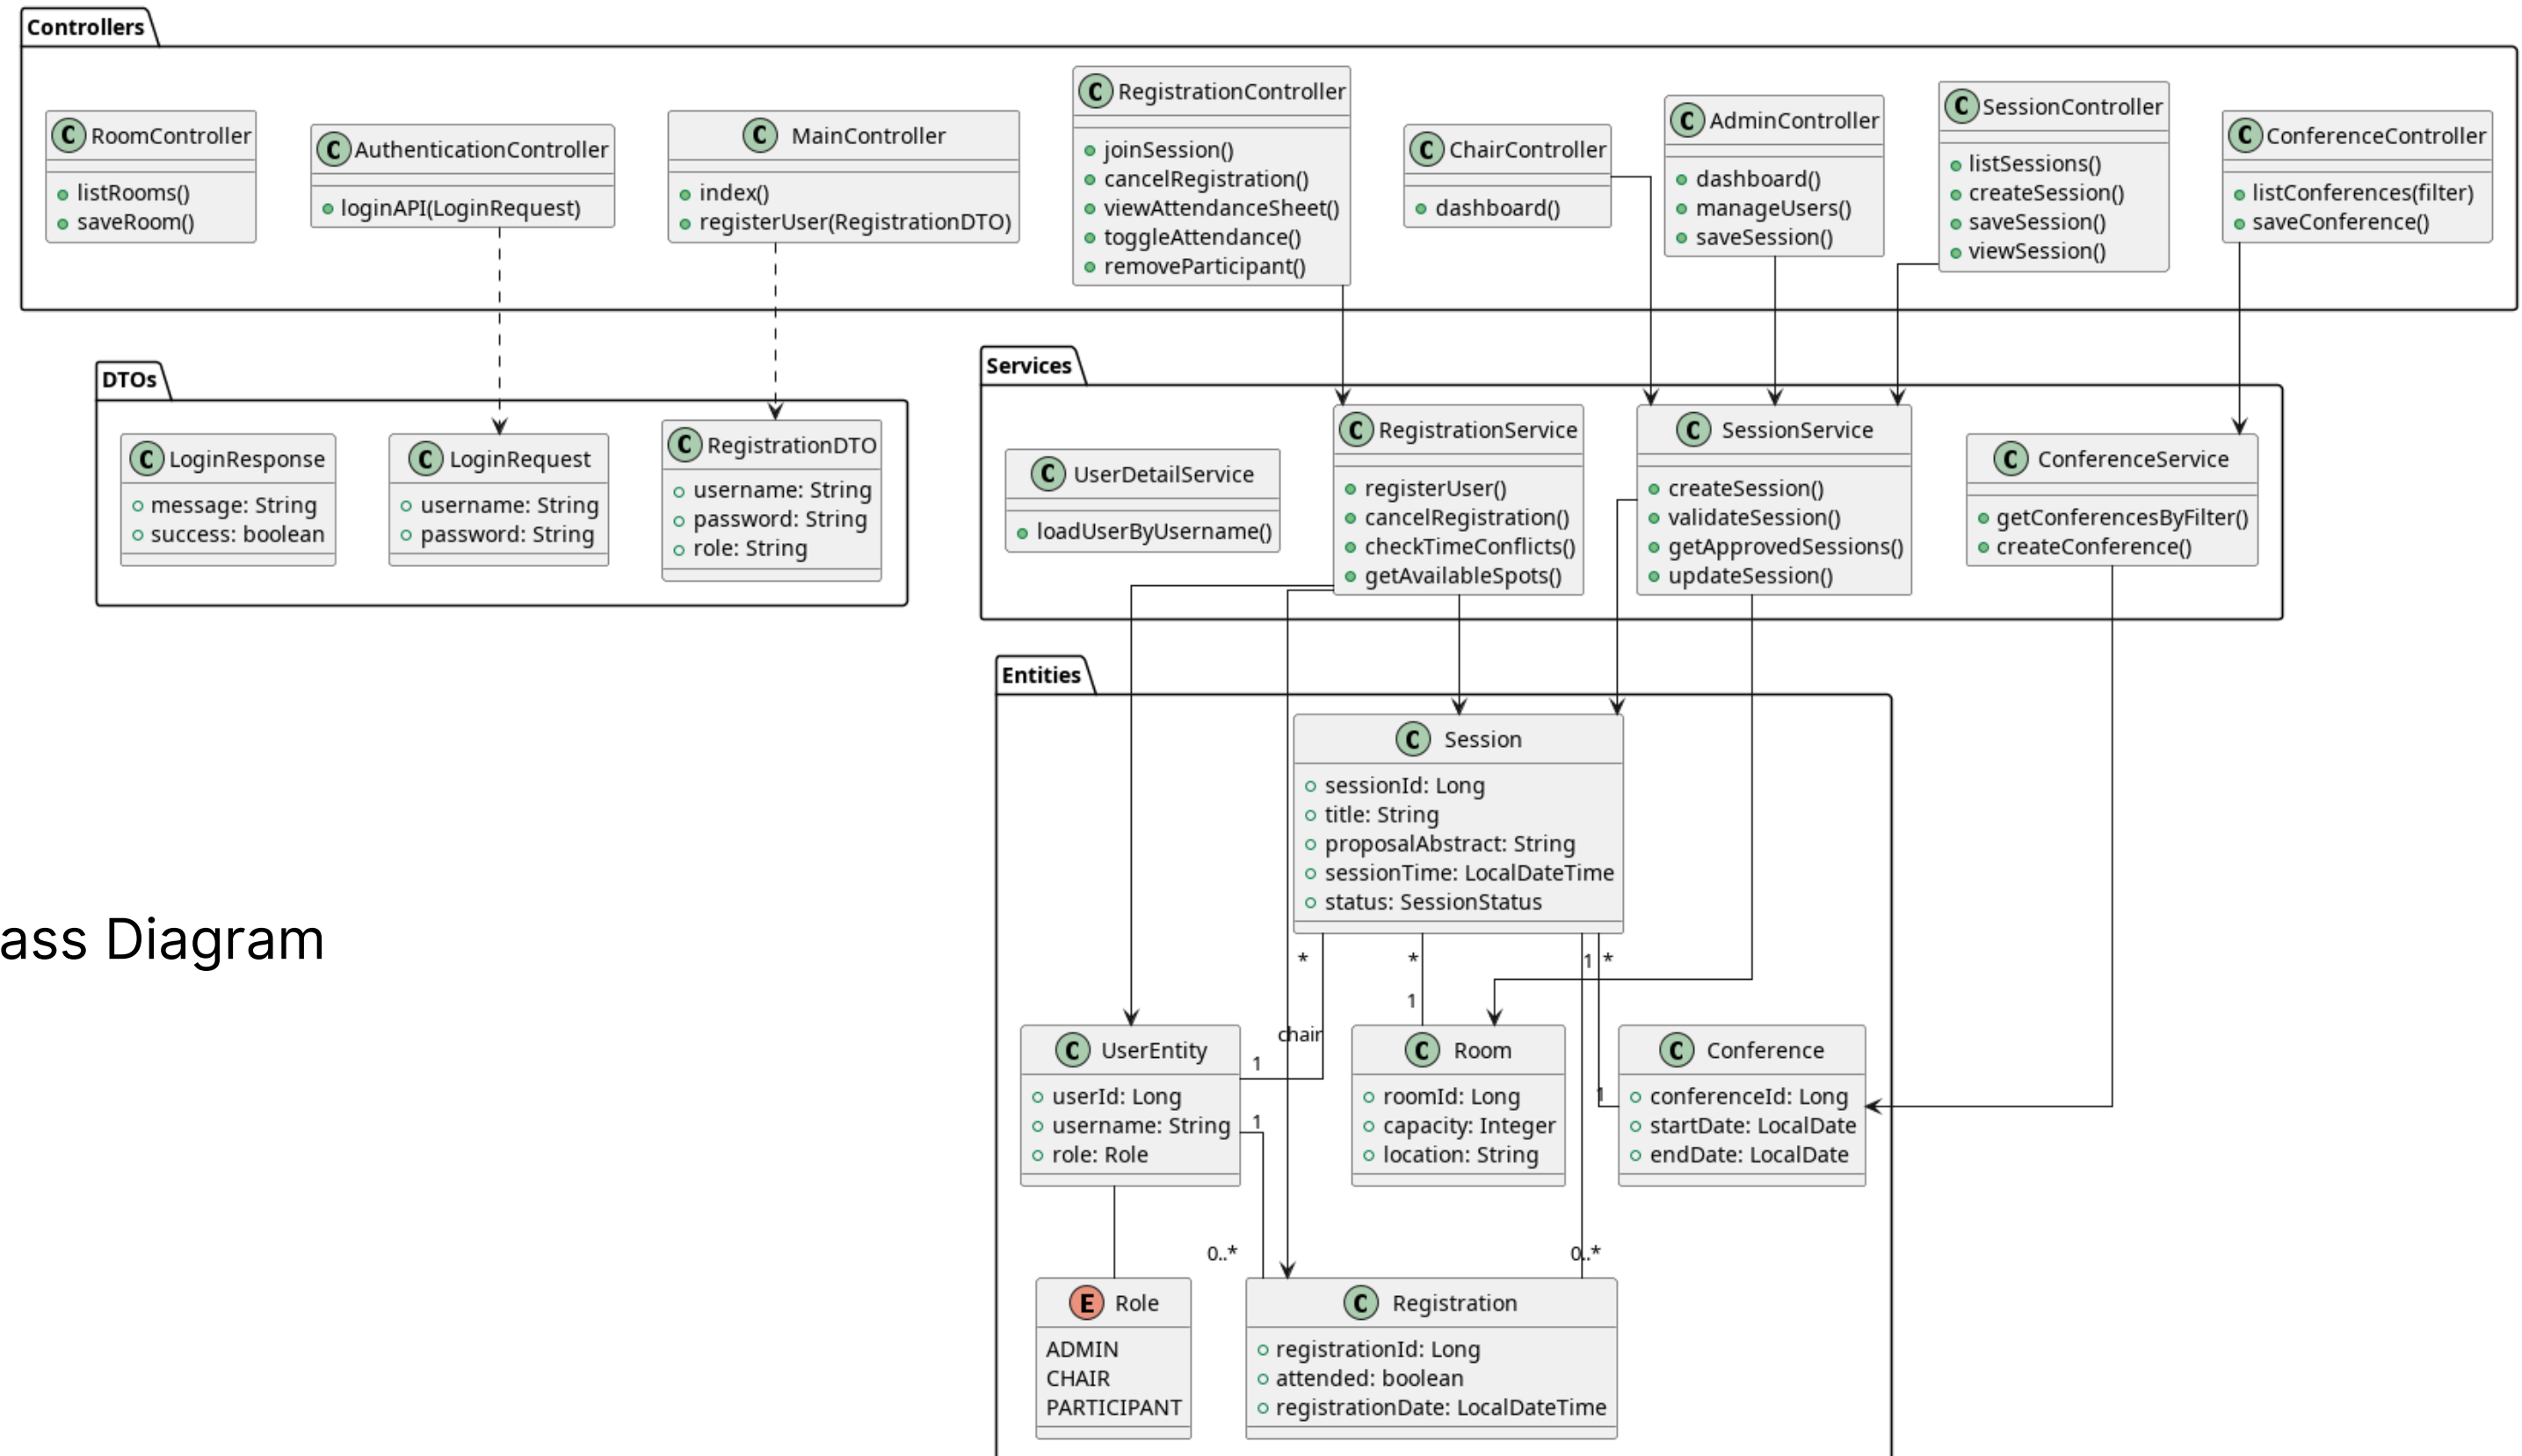 Controllers
C RoomController
listRooms()
saveRoom()
C AuthenticationController
loginAPI(LoginRequest)
C MainController
index()
registerUser(RegistrationDTO)
C RegistrationController
joinSession()
cancelRegistration()
viewAttendanceSheet()
toggleAttendance()
removeParticipant()
C ChairController
dashboard()
C AdminController
dashboard()
manageUsers()
saveSession()
C SessionController
listSessions()
createSession()
saveSession()
viewSession()
C ConferenceController
listConferences(filter)
saveConference()
DTOs
C LoginResponse
message: String
success: boolean
C LoginRequest
username: String
password: String
C RegistrationDTO
username: String
password: String
role: String
Services
C UserDetailService
loadUserByUsername()
C RegistrationService
registerUser()
cancelRegistration()
checkTimeConflicts()
getAvailableSpots()
C SessionService
createSession()
validateSession()
getApprovedSessions()
updateSession()
C ConferenceService
getConferencesByFilter()
createConference()
Entities
C Session
sessionId: Long
title: String
proposalAbstract: String
sessionTime: LocalDateTime
status: SessionStatus
ass Diagram
* * 1 *
1
chair
1
C UserEntity
userId: Long
username: String
role: Role
C Room
roomId: Long
capacity: Integer
location: String
1
C Conference
conferenceId: Long
startDate: LocalDate
endDate: LocalDate
1
0..* 0..*
E Role
ADMIN
CHAIR
PARTICIPANT
C Registration
registrationId: Long
attended: boolean
registrationDate: LocalDateTime